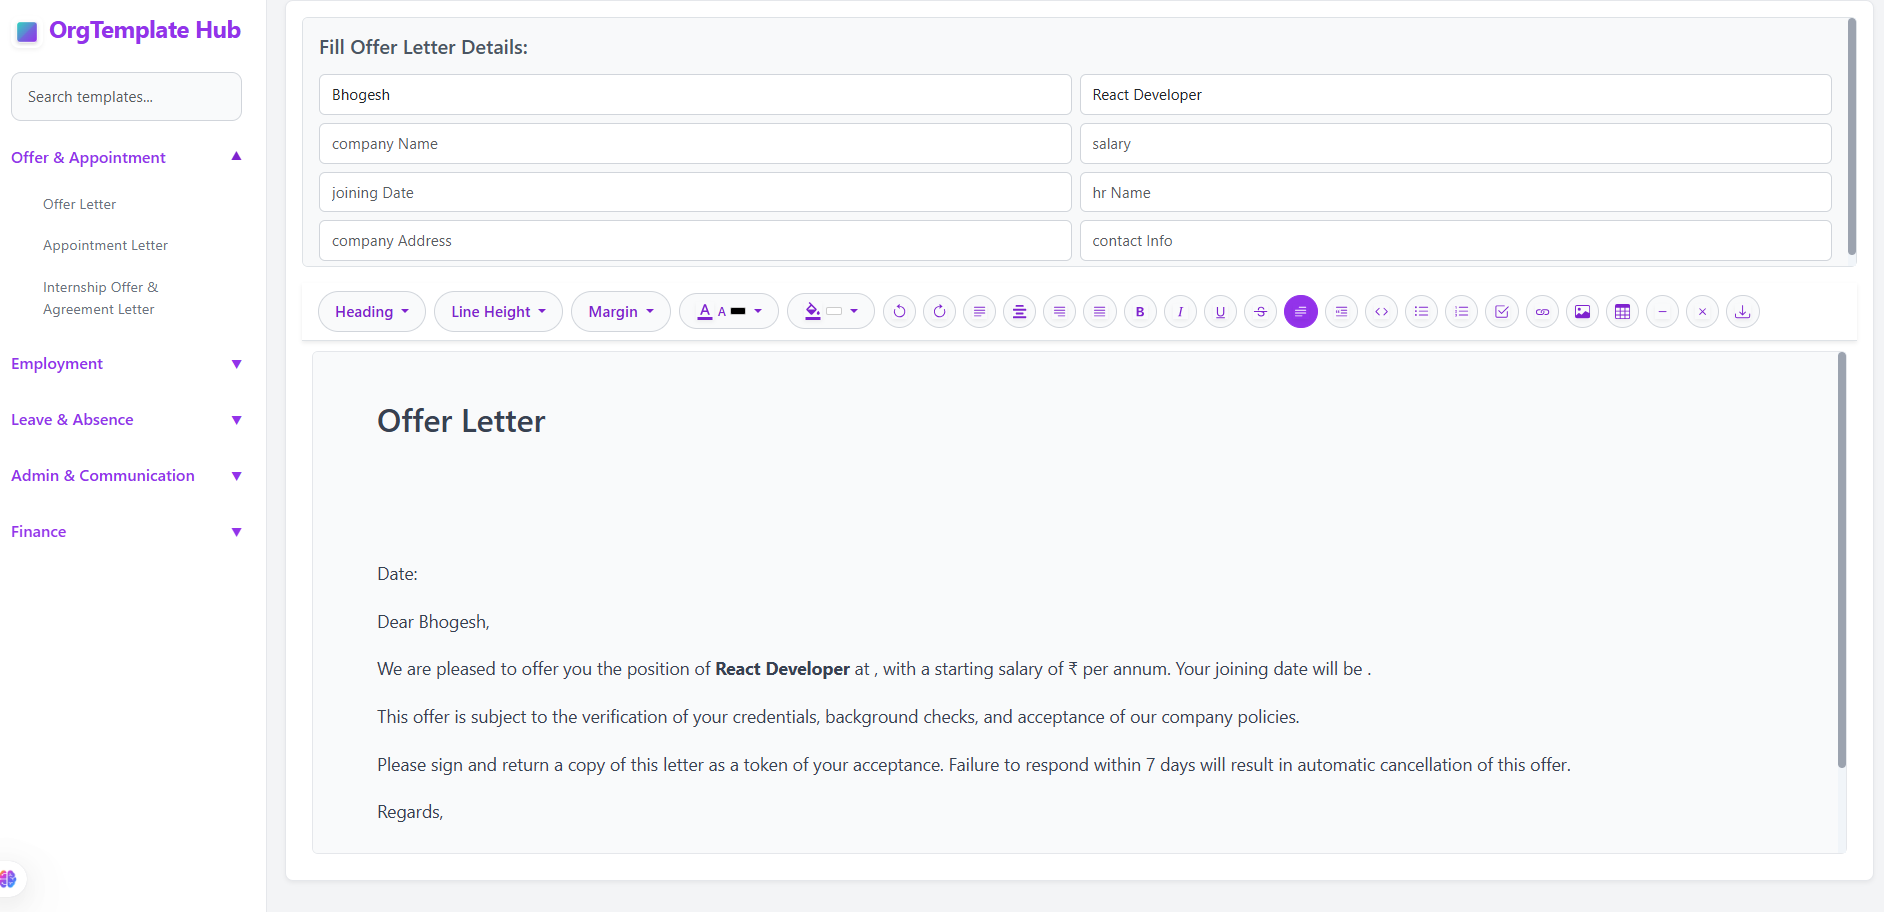 OrgTemplate Hub
Search templates...
Offer & Appointment
Offer Letter
Appointment Letter
Internship Offer &
Agreement Letter
Employment
Leave & Absence
Admin & Communication
Finance
Fill Offer Letter Details:
Bhogesh
React Developer
company Name
salary
joining Date
hr Name
company Address
contact Info
Heading
Line Height
Margin
A A
B I U S
Offer Letter
Date:
Dear Bhogesh,
We are pleased to offer you the position of React Developer at , with a starting salary of ₹ per annum. Your joining date will be .
This offer is subject to the verification of your credentials, background checks, and acceptance of our company policies.
Please sign and return a copy of this letter as a token of your acceptance. Failure to respond within 7 days will result in automatic cancellation of this offer.
Regards,